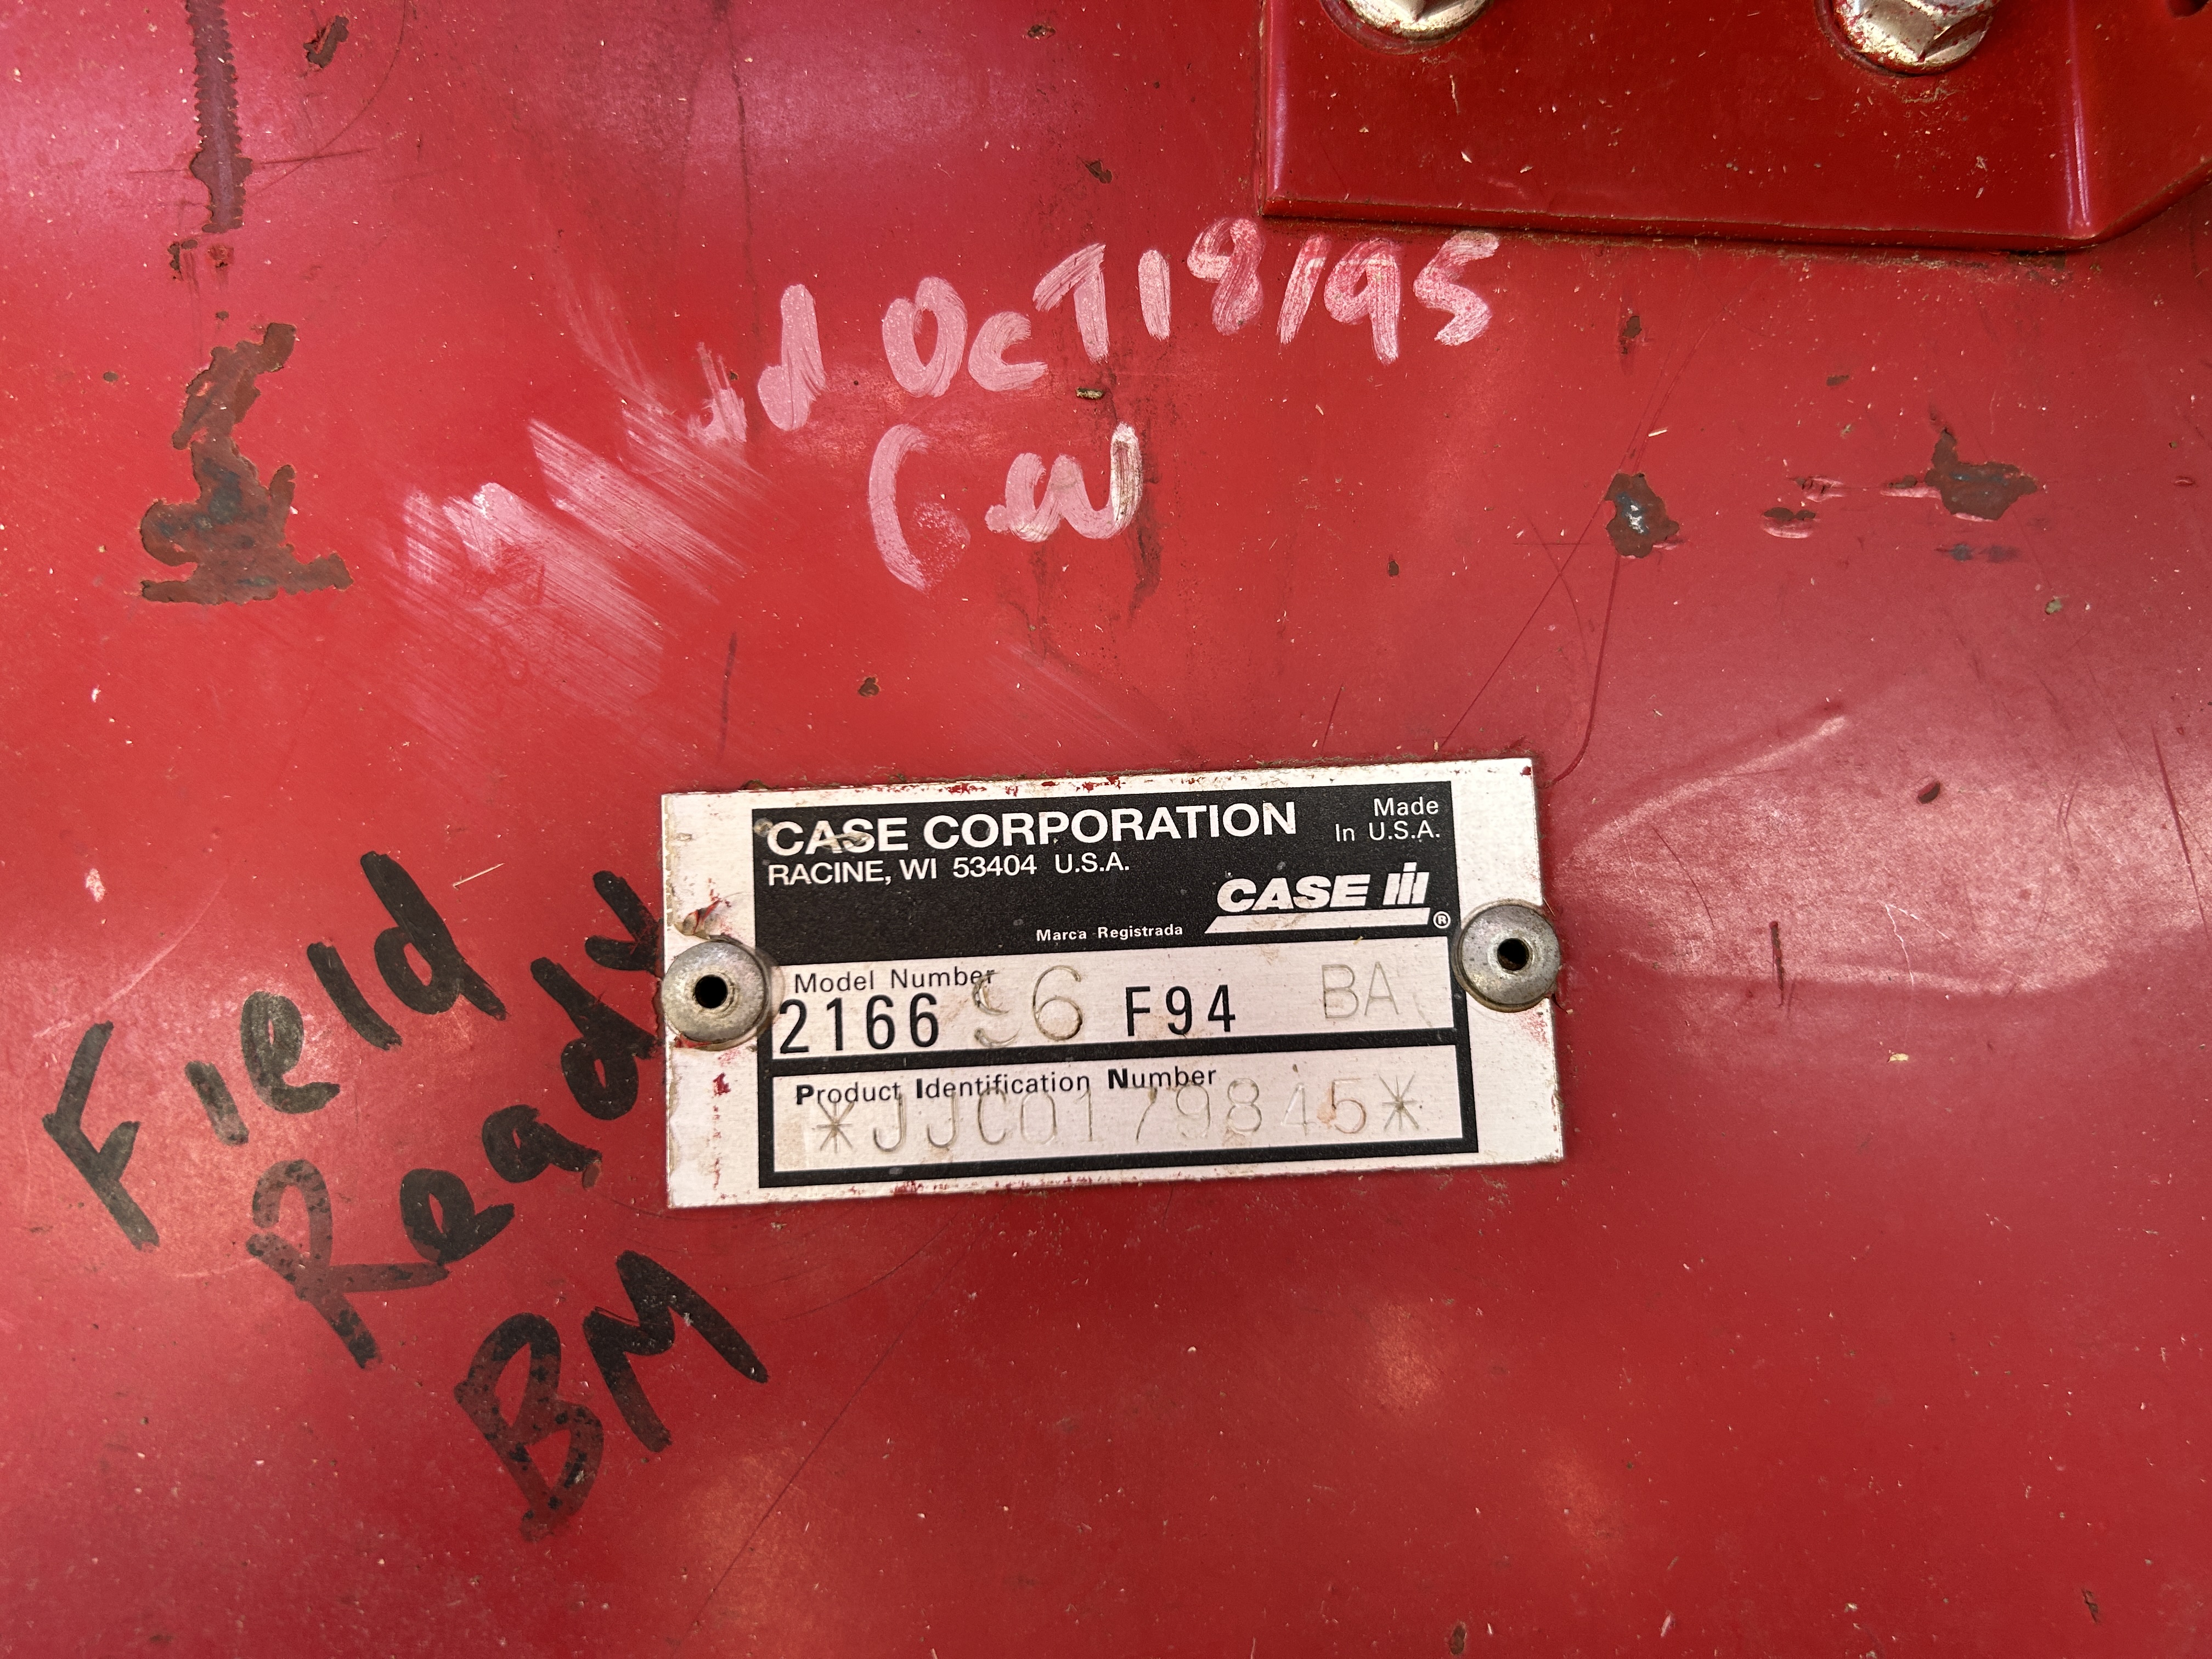 Oct 18/95
CASE CORPORATION
Made
In U.S.A.
RACINE, WI 53404 U.S.A.
CASE IH®
Marca Registrada
Model Number
2166 96 F94 BA
Product Identification Number
*JJC0179845*
Field
Ready
BM